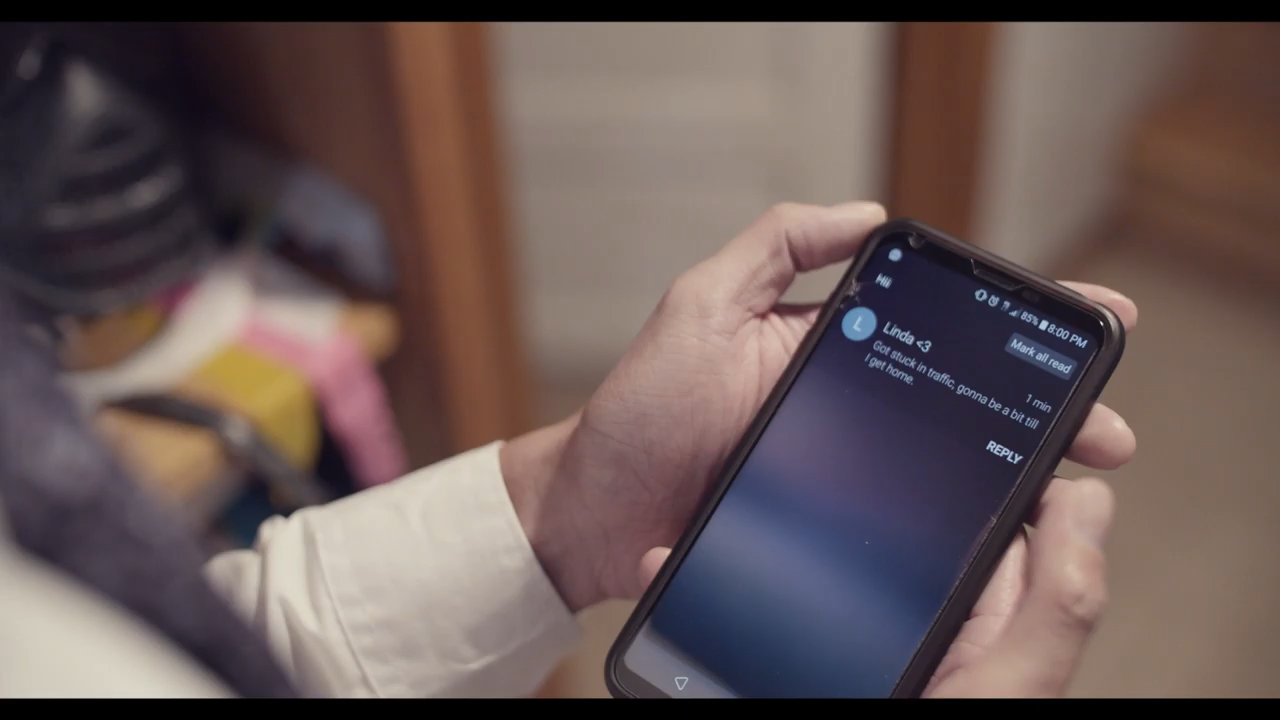 Hii
85% 8:00 PM
Mark all read
L
Linda <3
1 min
Got stuck in traffic, gonna be a bit till
I get home.
REPLY